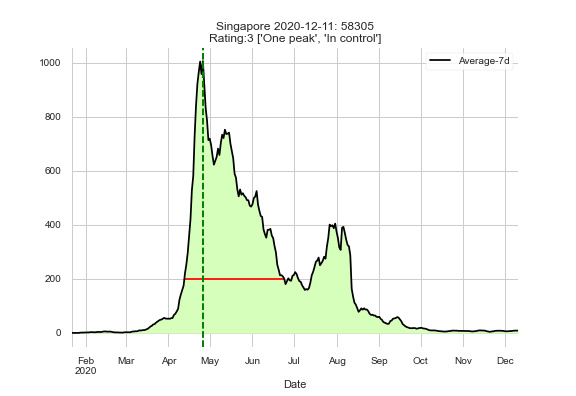 Singapore 2020-12-11: 58305
Rating:3 ['One peak', 'In control']
Average-7d
1000
800
600
400
200
0
Feb Mar Apr May Jun Jul Aug Sep Oct Nov Dec
2020
Date